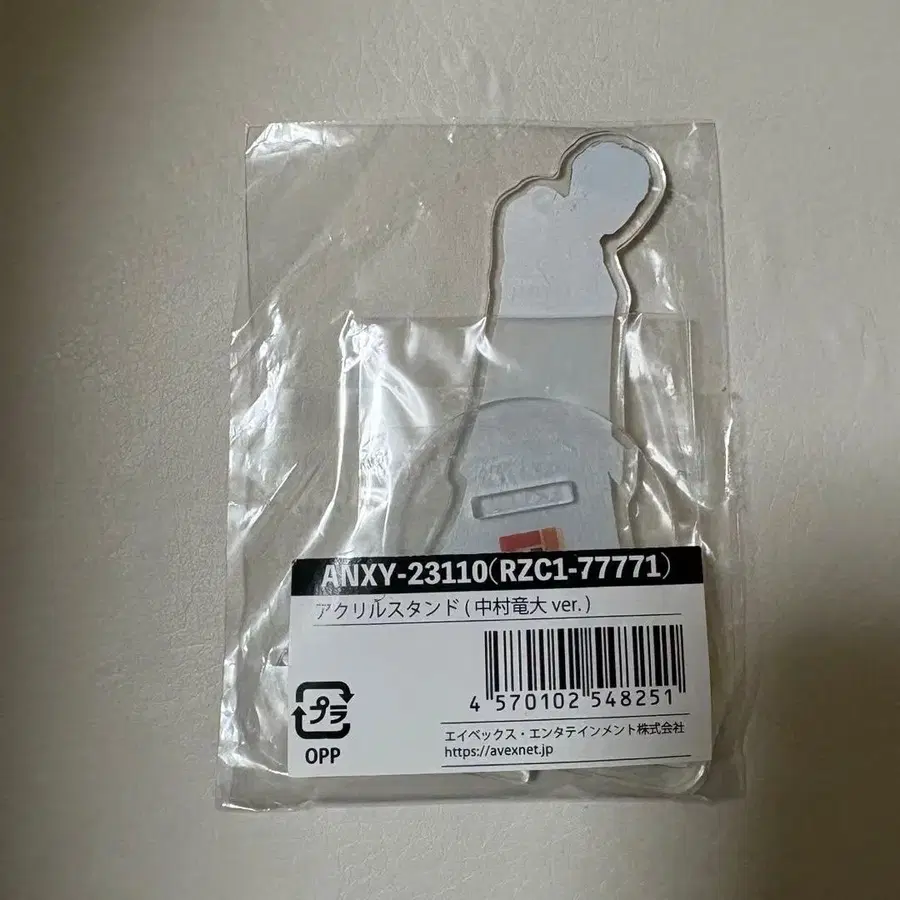 ANXY-23110(RZC1-77771)
アクリルスタンド ( 中村竜大 ver. )
4 570102 548251
プラ
OPP
エイベックス・エンタテインメント株式会社
https://avexnet.jp